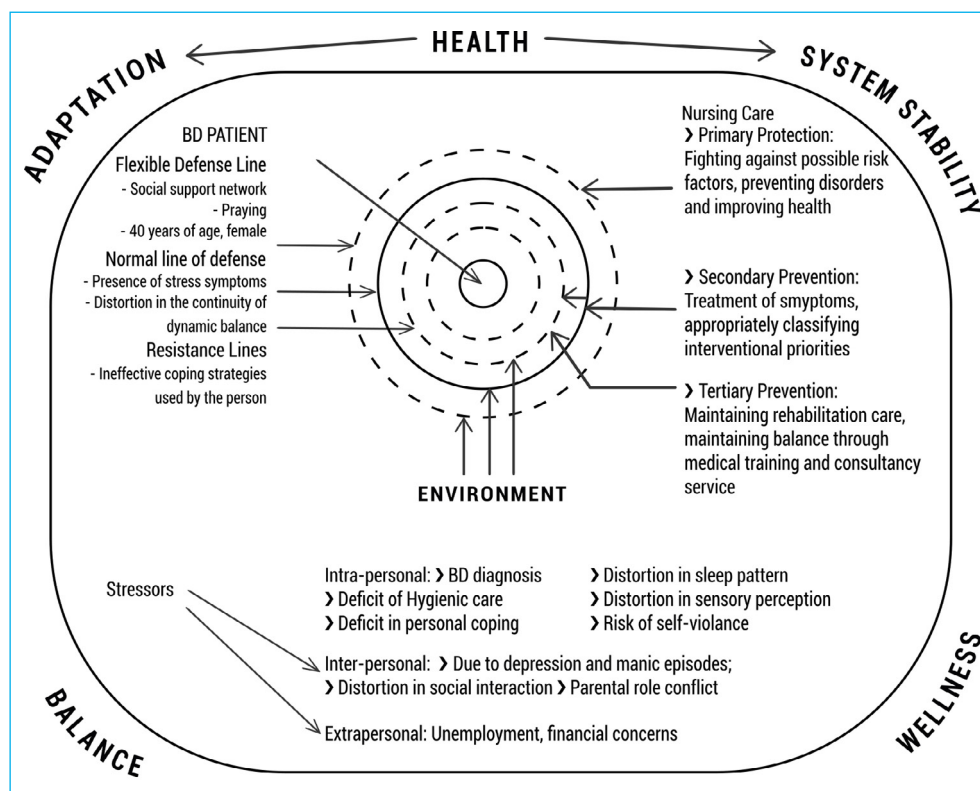 HEALTH
ADAPTATION
SYSTEM STABILITY
BD PATIENT
Flexible Defense Line
- Social support network
- Praying
- 40 years of age, female
Normal line of defense
- Presence of stress symptoms
- Distortion in the continuity of
dynamic balance
Resistance Lines
- Ineffective coping strategies
used by the person
Nursing Care
❯ Primary Protection:
Fighting against possible risk
factors, preventing disorders
and improving health
❯ Secondary Prevention:
Treatment of smyptoms,
appropriately classifying
interventional priorities
❯ Tertiary Prevention:
Maintaining rehabilitation care,
maintaining balance through
medical training and consultancy
service
ENVIRONMENT
Stressors
Intra-personal: ❯ BD diagnosis
❯ Deficit of Hygienic care
❯ Deficit in personal coping
❯ Distortion in sleep pattern
❯ Distortion in sensory perception
❯ Risk of self-violance
Inter-personal: ❯ Due to depression and manic episodes;
❯ Distortion in social interaction ❯ Parental role conflict
Extrapersonal: Unemployment, financial concerns
BALANCE
WELLNESS